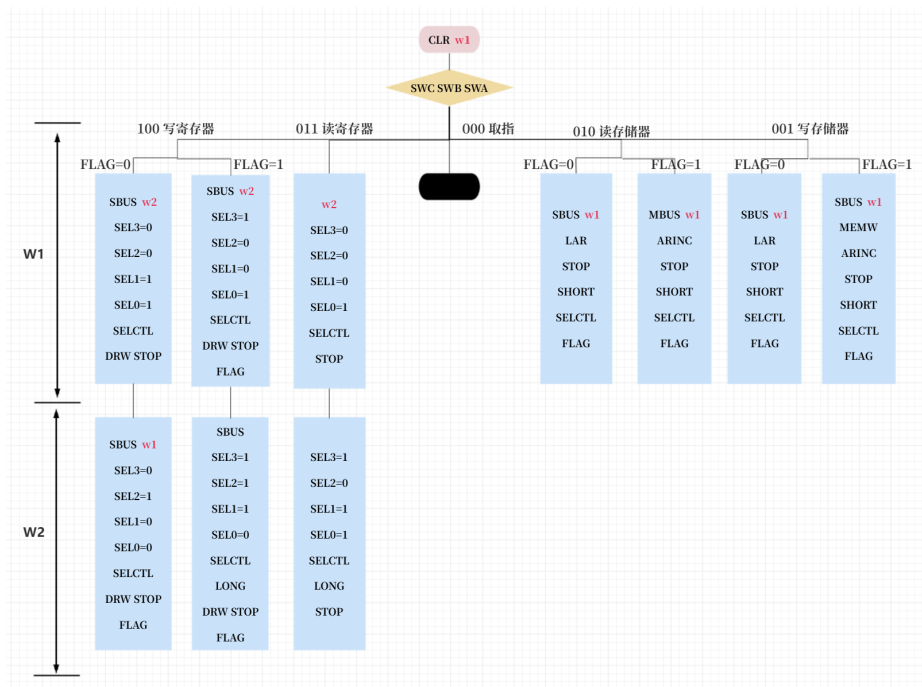 CLR w1
SWC SWB SWA
100 写寄存器
011 读寄存器
000 取指
010 读存储器
001 写存储器
FLAG=0
FLAG=1
FLAG=0
FLAG=1
FLAG=0
FLAG=1
W1
SBUS w2
SEL3=0
SEL2=0
SEL1=1
SEL0=1
SELCTL
DRW STOP
SBUS w2
SEL3=1
SEL2=0
SEL1=0
SEL0=1
SELCTL
DRW STOP
FLAG
w2
SEL3=0
SEL2=0
SEL1=0
SEL0=1
SELCTL
STOP
SBUS w1
LAR
STOP
SHORT
SELCTL
FLAG
MBUS w1
ARINC
STOP
SHORT
SELCTL
FLAG
SBUS w1
LAR
STOP
SHORT
SELCTL
FLAG
SBUS w1
MEMW
ARINC
STOP
SHORT
SELCTL
FLAG
W2
SBUS w1
SEL3=0
SEL2=1
SEL1=0
SEL0=0
SELCTL
DRW STOP
FLAG
SBUS
SEL3=1
SEL2=1
SEL1=1
SEL0=0
SELCTL
LONG
DRW STOP
FLAG
SEL3=1
SEL2=0
SEL1=1
SEL0=1
SELCTL
LONG
STOP